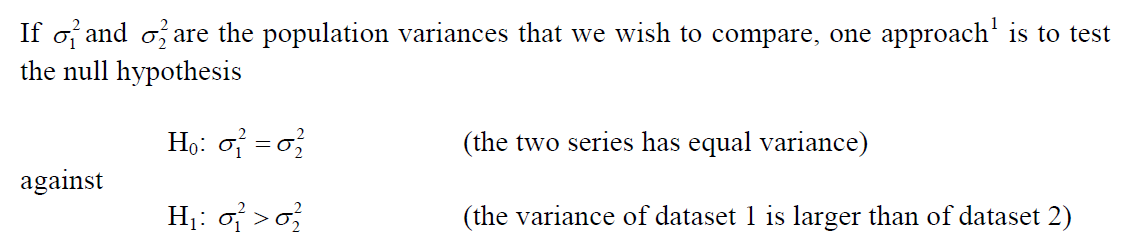 If σ₁² and σ₂² are the population variances that we wish to compare, one approach¹ is to test
the null hypothesis
H₀: σ₁² = σ₂² (the two series has equal variance)
against
H₁: σ₁² > σ₂² (the variance of dataset 1 is larger than of dataset 2)